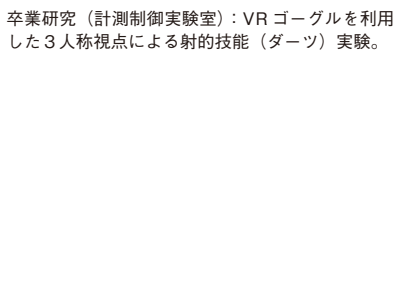 卒業研究（計測制御実験室）：VR ゴーグルを利用
した３人称視点による射的技能（ダーツ）実験。